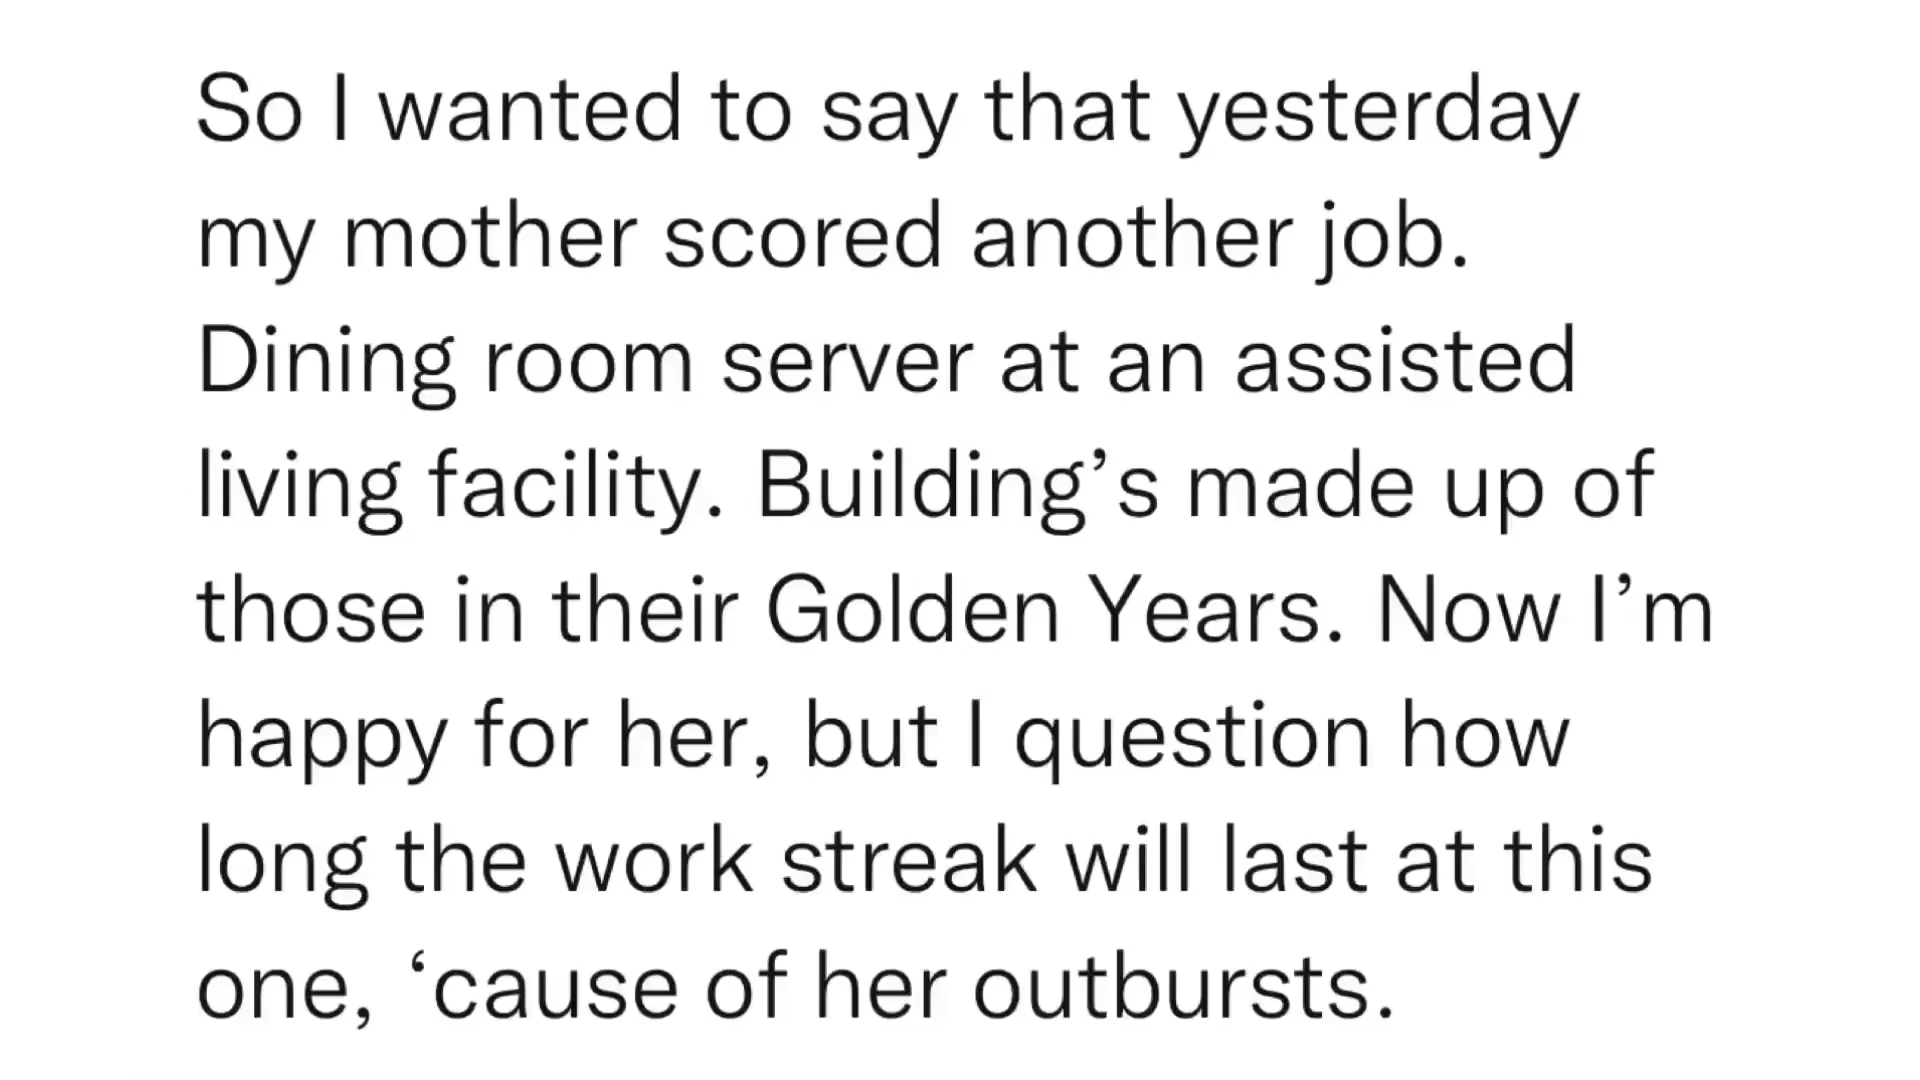 So I wanted to say that yesterday
my mother scored another job.
Dining room server at an assisted
living facility. Building’s made up of
those in their Golden Years. Now I’m
happy for her, but I question how
long the work streak will last at this
one, ‘cause of her outbursts.